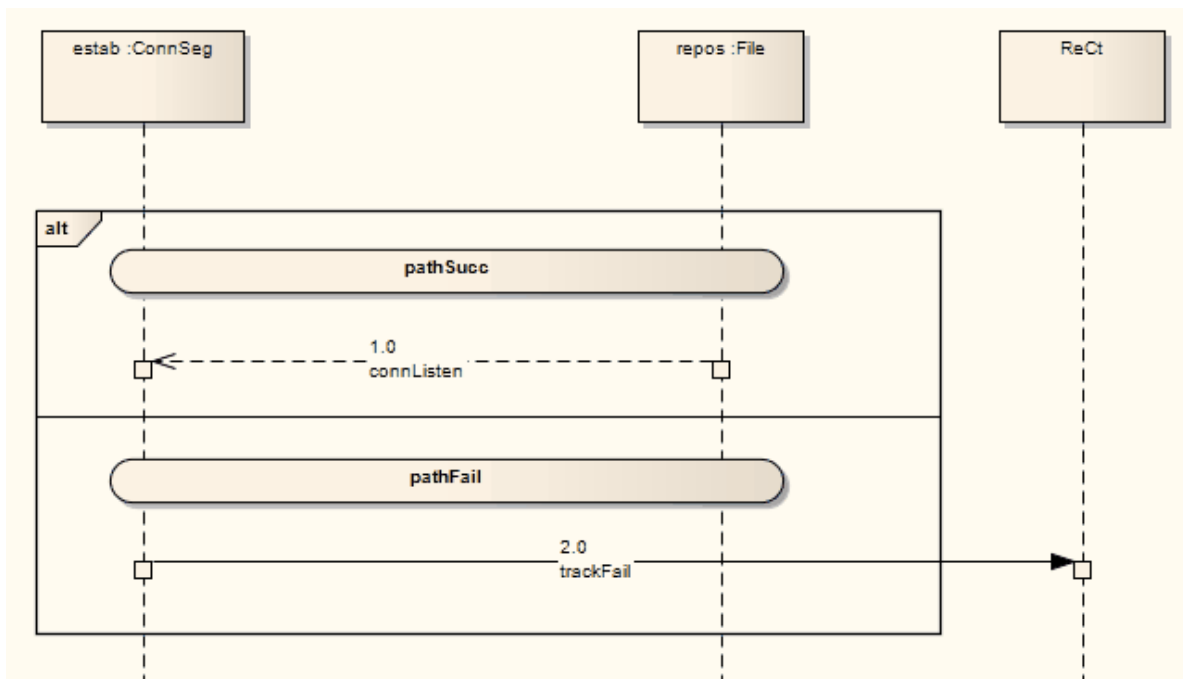 estab :ConnSeg
repos :File
ReCt
alt
pathSucc
1.0
connListen
pathFail
2.0
trackFail